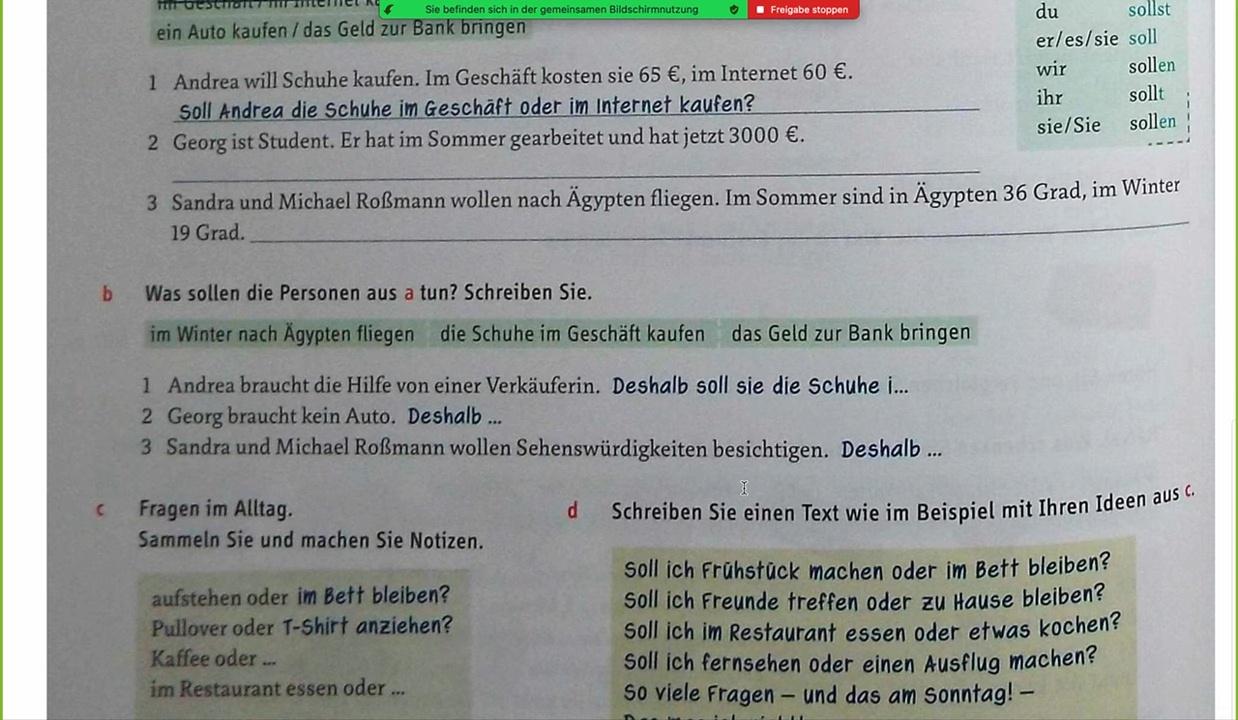 Sie befinden sich in der gemeinsamen Bildschirmnutzung Freigabe stoppen
im Geschäft / im Internet
ein Auto kaufen / das Geld zur Bank bringen
du sollst
er/es/sie soll
wir sollen
ihr sollt
sie/Sie sollen
1 Andrea will Schuhe kaufen. Im Geschäft kosten sie 65 €, im Internet 60 €.
Soll Andrea die Schuhe im Geschäft oder im Internet kaufen?
2 Georg ist Student. Er hat im Sommer gearbeitet und hat jetzt 3000 €.
3 Sandra und Michael Roßmann wollen nach Ägypten fliegen. Im Sommer sind in Ägypten 36 Grad, im Winter
19 Grad.
b Was sollen die Personen aus a tun? Schreiben Sie.
im Winter nach Ägypten fliegen die Schuhe im Geschäft kaufen das Geld zur Bank bringen
1 Andrea braucht die Hilfe von einer Verkäuferin. Deshalb soll sie die Schuhe i...
2 Georg braucht kein Auto. Deshalb ...
3 Sandra und Michael Roßmann wollen Sehenswürdigkeiten besichtigen. Deshalb ...
c Fragen im Alltag.
Sammeln Sie und machen Sie Notizen.
aufstehen oder im Bett bleiben?
Pullover oder T-Shirt anziehen?
Kaffee oder ...
im Restaurant essen oder ...
d Schreiben Sie einen Text wie im Beispiel mit Ihren Ideen aus c.
Soll ich Frühstück machen oder im Bett bleiben?
Soll ich Freunde treffen oder zu Hause bleiben?
Soll ich im Restaurant essen oder etwas kochen?
Soll ich fernsehen oder einen Ausflug machen?
So viele Fragen – und das am Sonntag! –